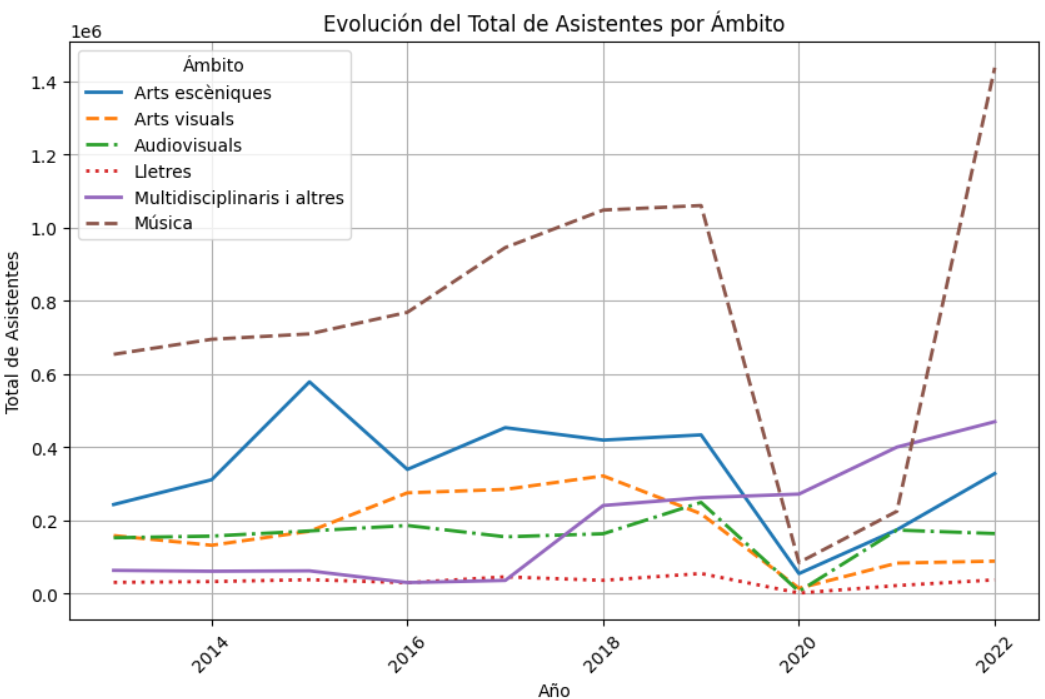 Evolución del Total de Asistentes por Ámbito
1e6
Ámbito
Arts escèniques
Arts visuals
Audiovisuals
Lletres
Multidisciplinaris i altres
Música
1.4
1.2
1.0
0.8
0.6
0.4
0.2
0.0
Total de Asistentes
2014
2016
2018
2020
2022
Año